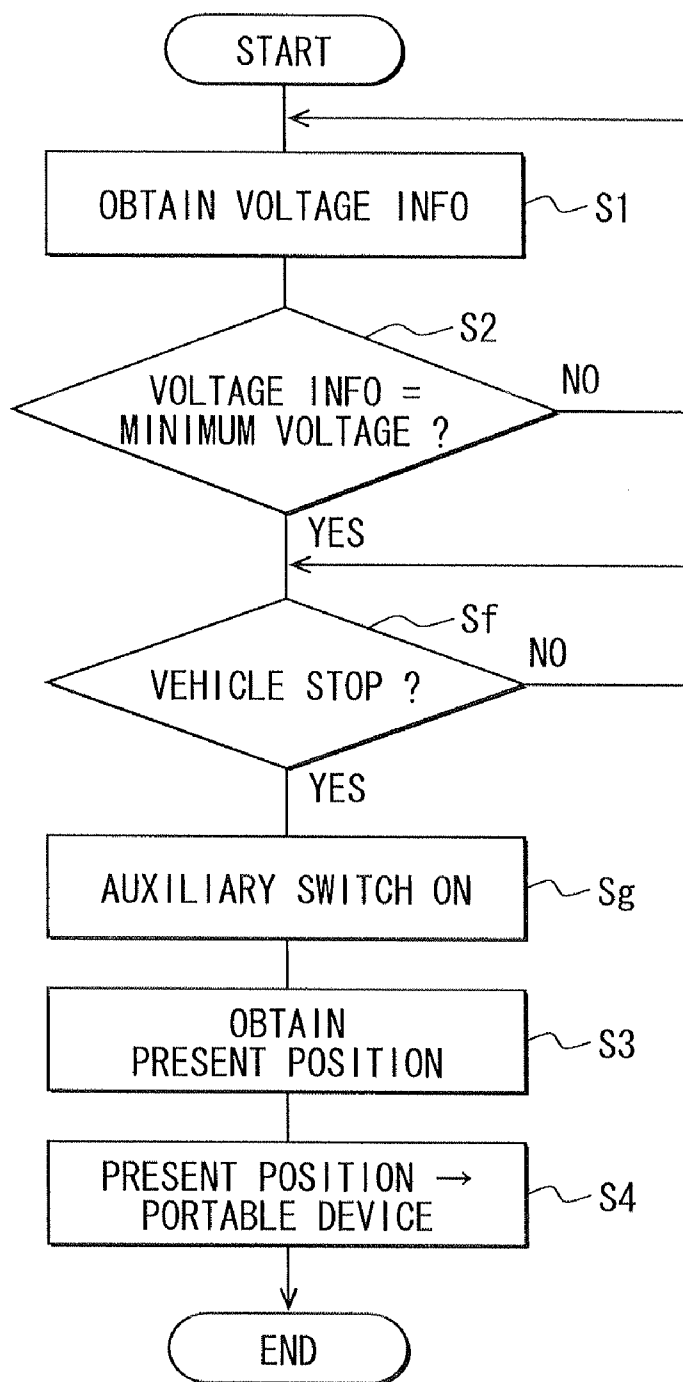 START
OBTAIN VOLTAGE INFO
S1
S2
VOLTAGE INFO =
MINIMUM VOLTAGE ?
NO
YES
Sf
VEHICLE STOP ?
NO
YES
AUXILIARY SWITCH ON
Sg
OBTAIN
PRESENT POSITION
S3
PRESENT POSITION →
PORTABLE DEVICE
S4
END